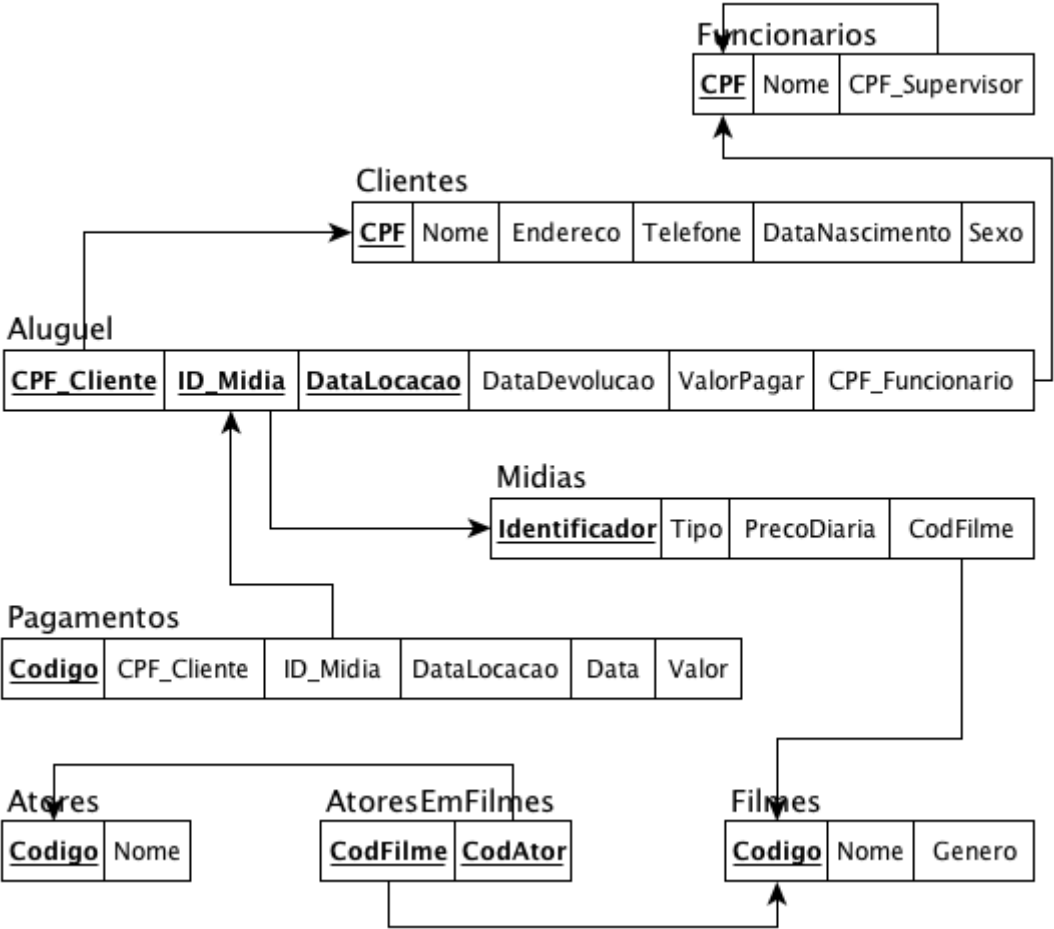 Funcionarios
CPF Nome CPF_Supervisor
Clientes
CPF Nome Endereco Telefone DataNascimento Sexo
Aluguel
CPF_Cliente ID_Midia DataLocacao DataDevolucao ValorPagar CPF_Funcionario
Midias
Identificador Tipo PrecoDiaria CodFilme
Pagamentos
Codigo CPF_Cliente ID_Midia DataLocacao Data Valor
Atores
Codigo Nome
AtoresEmFilmes
CodFilme CodAtor
Filmes
Codigo Nome Genero